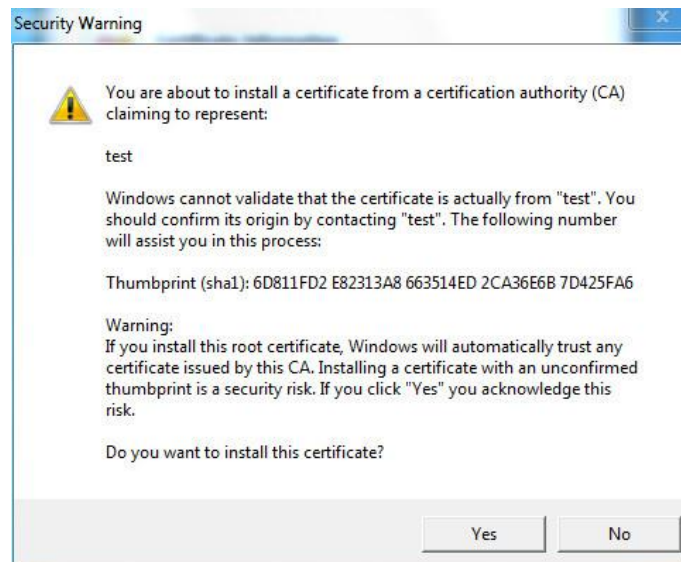 Security Warning
You are about to install a certificate from a certification authority (CA)
claiming to represent:
test
Windows cannot validate that the certificate is actually from "test". You
should confirm its origin by contacting "test". The following number
will assist you in this process:
Thumbprint (sha1): 6D811FD2 E82313A8 663514ED 2CA36E6B 7D425FA6
Warning:
If you install this root certificate, Windows will automatically trust any
certificate issued by this CA. Installing a certificate with an unconfirmed
thumbprint is a security risk. If you click "Yes" you acknowledge this
risk.
Do you want to install this certificate?
Yes No